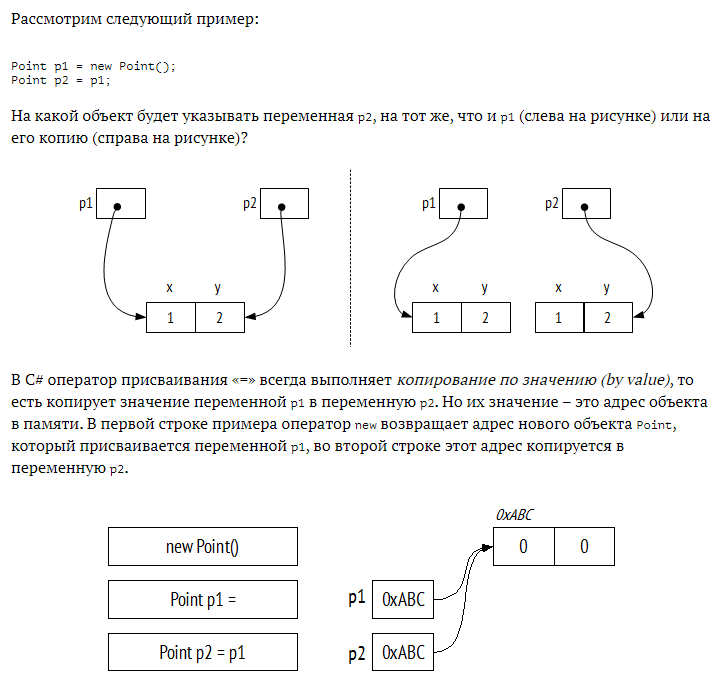 Рассмотрим следующий пример:
Point p1 = new Point();
Point p2 = p1;
На какой объект будет указывать переменная p2, на тот же, что и p1 (слева на рисунке) или на
его копию (справа на рисунке)?
p1 p2 p1 p2
x y x y x y
1 2 1 2 1 2
В C# оператор присваивания «=» всегда выполняет копирование по значению (by value), то
есть копирует значение переменной p1 в переменную p2. Но их значение – это адрес объекта
в памяти. В первой строке примера оператор new возвращает адрес нового объекта Point,
который присваивается переменной p1, во второй строке этот адрес копируется в
переменную p2.
0xABC
new Point() 0 0
Point p1 = p1 0xABC
Point p2 = p1 p2 0xABC